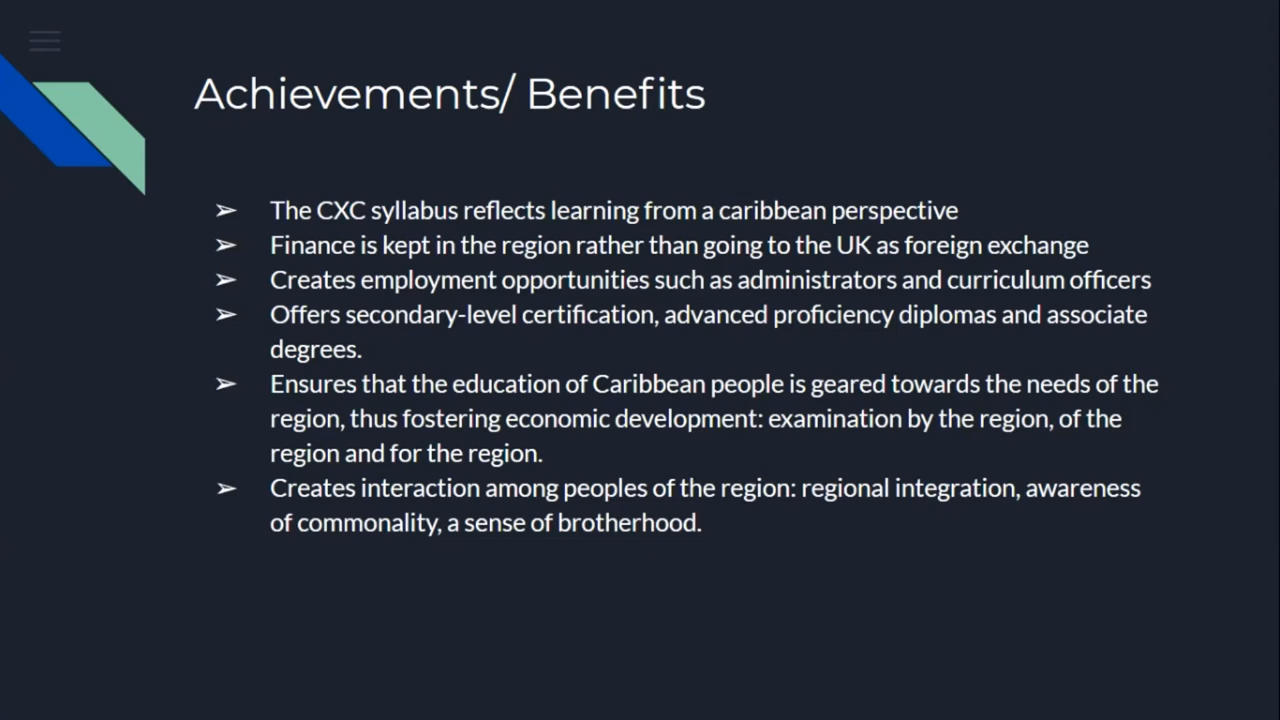 Achievements/ Benefits
➢ The CXC syllabus reflects learning from a caribbean perspective
➢ Finance is kept in the region rather than going to the UK as foreign exchange
➢ Creates employment opportunities such as administrators and curriculum officers
➢ Offers secondary-level certification, advanced proficiency diplomas and associate
degrees.
➢ Ensures that the education of Caribbean people is geared towards the needs of the
region, thus fostering economic development: examination by the region, of the
region and for the region.
➢ Creates interaction among peoples of the region: regional integration, awareness
of commonality, a sense of brotherhood.